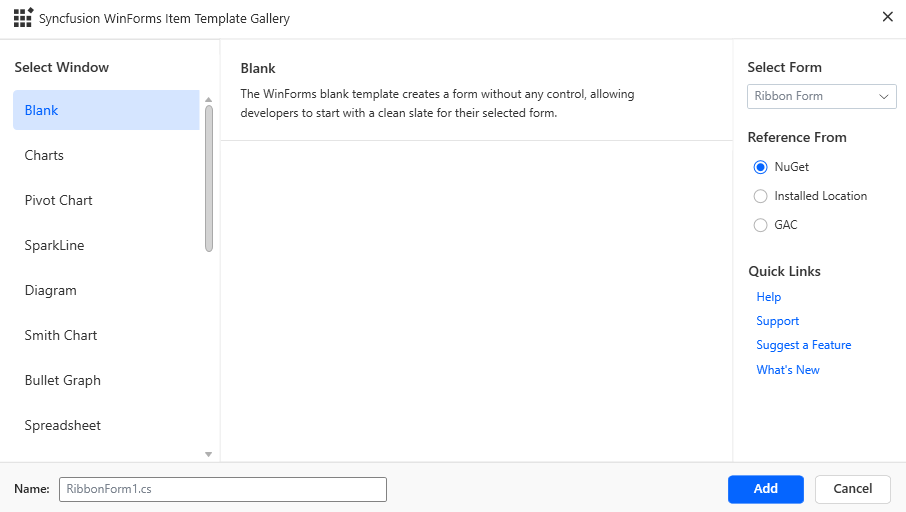 Syncfusion WinForms Item Template Gallery
Select Window
Blank
Charts
Pivot Chart
SparkLine
Diagram
Smith Chart
Bullet Graph
Spreadsheet
Blank
The WinForms blank template creates a form without any control, allowing
developers to start with a clean slate for their selected form.
Select Form
Ribbon Form
Reference From
NuGet
Installed Location
GAC
Quick Links
Help
Support
Suggest a Feature
What's New
Name: RibbonForm1.cs
Add
Cancel